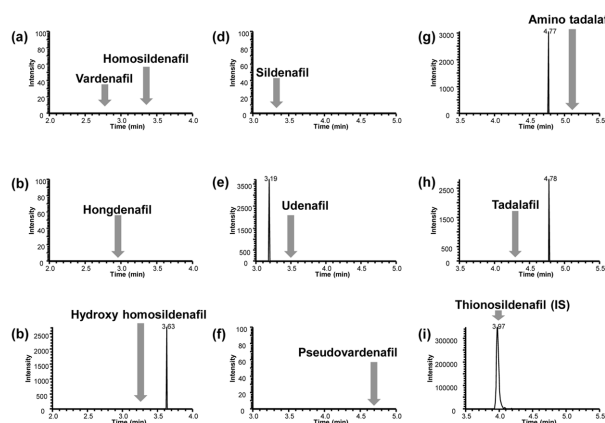 (a)
Intensity
100
80
60
40
20
0
Vardenafil
Homosildenafil
2.0 2.5 3.0 3.5 4.0
Time (min)
(d)
Intensity
100
80
60
40
20
0
Sildenafil
3.0 3.5 4.0 4.5 5.0
Time (min)
(g)
Intensity
3000
2000
1000
0
4.77
Amino tadalaf
3.5 4.0 4.5 5.0 5.5
Time (min)
(b)
Intensity
100
80
60
40
20
0
Hongdenafil
2.0 2.5 3.0 3.5 4.0
Time (min)
(e)
Intensity
3500
2500
1500
500
0
3.19
Udenafil
3.0 3.5 4.0 4.5 5.0
Time (min)
(h)
Intensity
2500
1500
500
0
4.78
Tadalafil
3.5 4.0 4.5 5.0 5.5
Time (min)
(b)
Intensity
2500
2000
1500
1000
500
0
Hydroxy homosildenafil
3.63
2.0 2.5 3.0 3.5 4.0
Time (min)
(f)
Intensity
100
80
60
40
20
0
Pseudovardenafil
3.0 3.5 4.0 4.5 5.0
Time (min)
(i)
Intensity
300000
200000
100000
0
Thionosildenafil (IS)
3.97
3.5 4.0 4.5 5.0 5.5
Time (min)